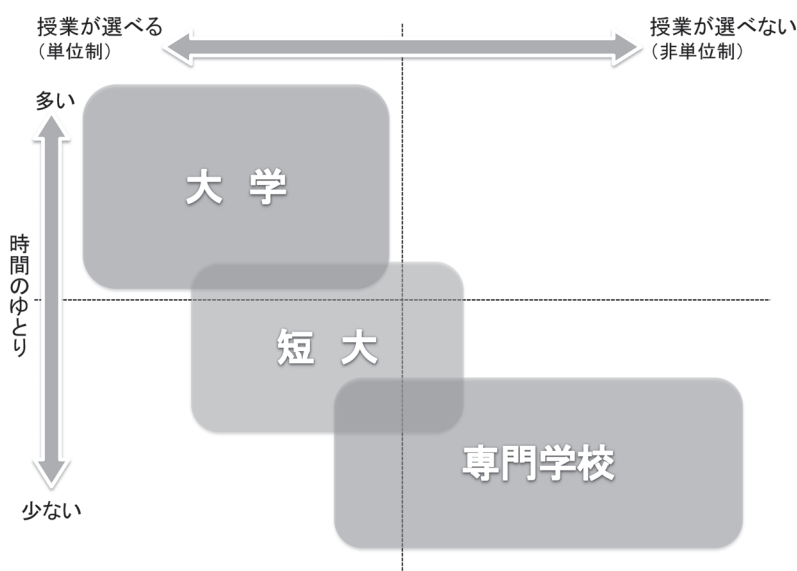 授業が選べる
（単位制）
授業が選べない
（非単位制）
多い
時間のゆとり
少ない
大 学
短 大
専門学校